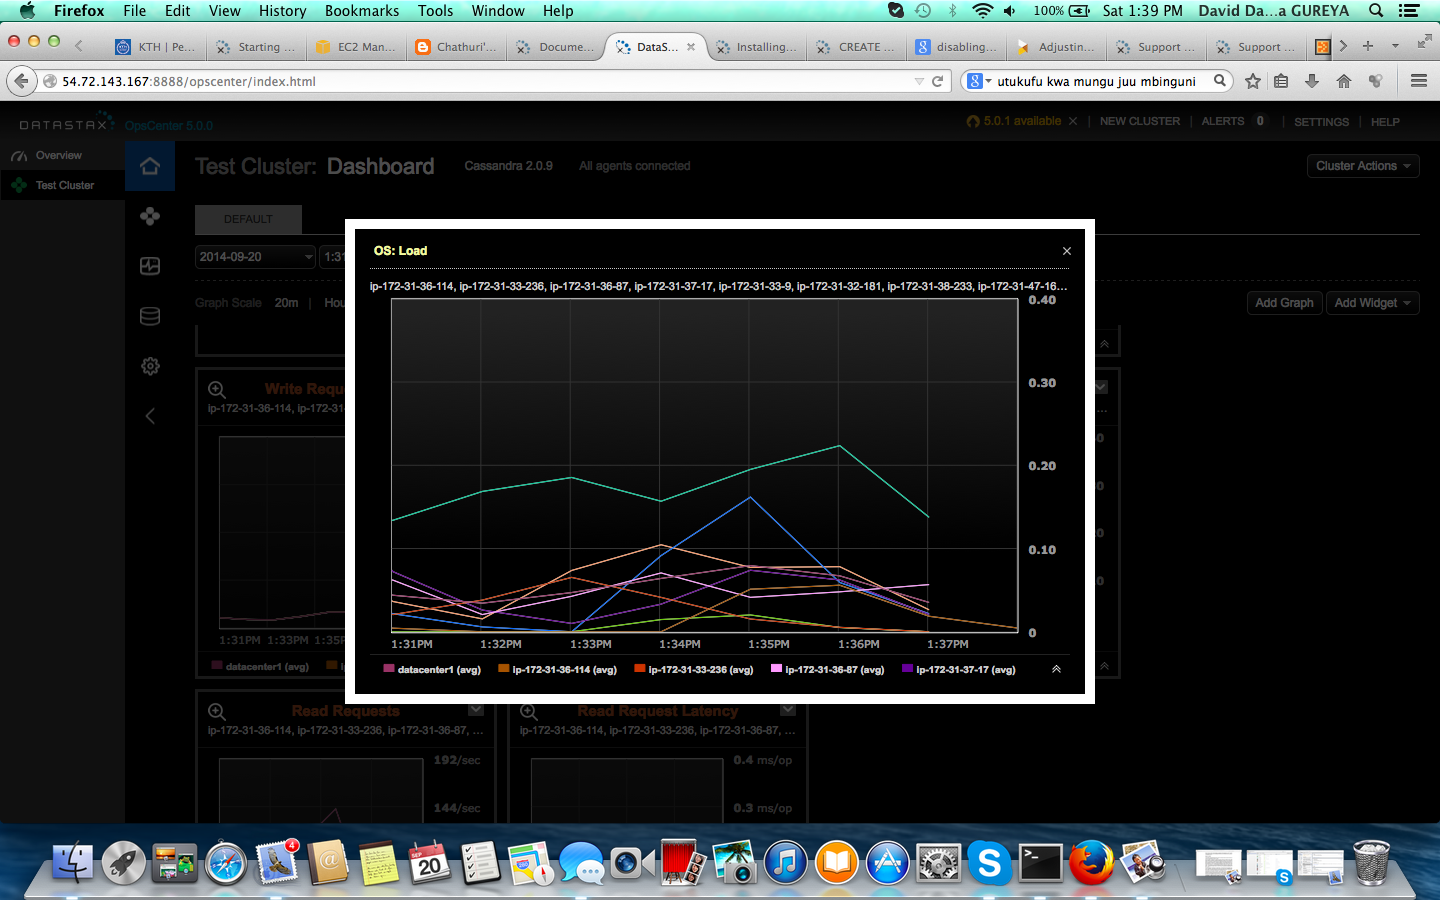 Firefox File Edit View History Bookmarks Tools Window Help 100% Sat 1:39 PM David Da...a GUREYA
KTH | Pe... Starting ... EC2 Man... Chathuri'... Docume... DataS... Installing... CREATE ... disabling... Adjustin... Support ... Support ...
54.72.143.167:8888/opscenter/index.html utukufu kwa mungu juu mbinguni
DATASTAX OpsCenter 5.0.0 5.0.1 available × | NEW CLUSTER | ALERTS 0 | SETTINGS | HELP
Overview
Test Cluster
Test Cluster: Dashboard Cassandra 2.0.9 All agents connected Cluster Actions
DEFAULT
2014-09-20 1:31
Graph Scale 20m | Hou
Add Graph Add Widget
OS: Load
ip-172-31-36-114, ip-172-31-33-236, ip-172-31-36-87, ip-172-31-37-17, ip-172-31-33-9, ip-172-31-32-181, ip-172-31-38-233, ip-172-31-47-16...
0.40
0.30
0.20
0.10
0
1:31PM 1:32PM 1:33PM 1:34PM 1:35PM 1:36PM 1:37PM
datacenter1 (avg) ip-172-31-36-114 (avg) ip-172-31-33-236 (avg) ip-172-31-36-87 (avg) ip-172-31-37-17 (avg)
Write Requ
ip-172-31-36-114, ip-172-31
1:31PM 1:33PM 1:35P
datacenter1 (avg)
Read Requests
ip-172-31-36-114, ip-172-31-33-236, ip-172-31-36-87, ...
192/sec
144/sec
Read Request Latency
ip-172-31-36-114, ip-172-31-33-236, ip-172-31-36-87, ...
0.4 ms/op
0.3 ms/op
4
SEP
20